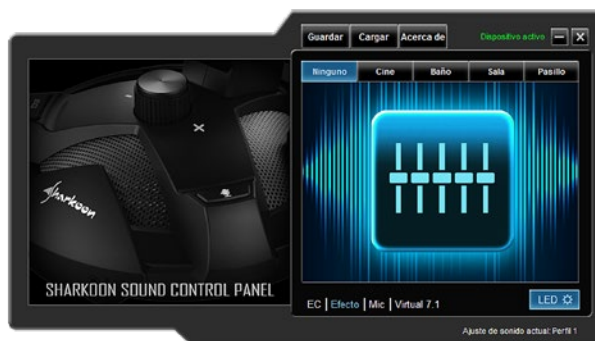 Guardar Cargar Acerca de Dispositivo activo
Ninguno Cine Baño Sala Pasillo
Sharkoon
SHARKOON SOUND CONTROL PANEL
EC | Efecto | Mic | Virtual 7.1
LED
Ajuste de sonido actual: Perfil 1